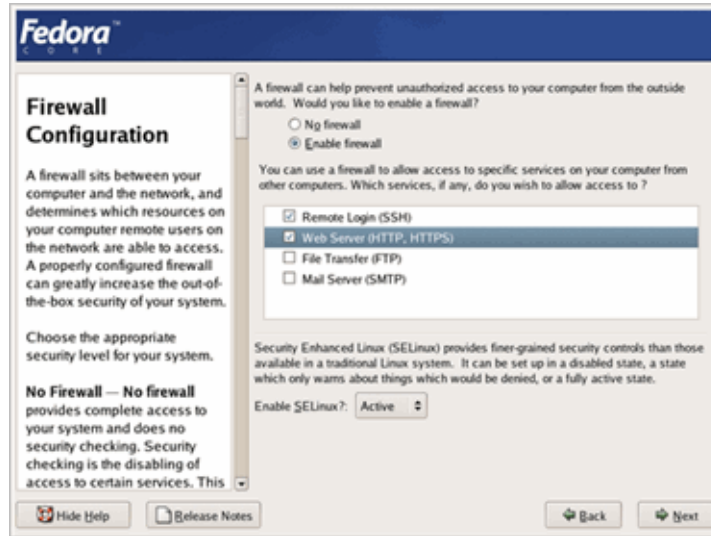 Fedora™
CORE
Firewall
Configuration
A firewall sits between your
computer and the network, and
determines which resources on
your computer remote users on
the network are able to access.
A properly configured firewall
can greatly increase the out-of-
the-box security of your system.
Choose the appropriate
security level for your system.
No Firewall — No firewall
provides complete access to
your system and does no
security checking. Security
checking is the disabling of
access to certain services. This
A firewall can help prevent unauthorized access to your computer from the outside
world. Would you like to enable a firewall?
No firewall
Enable firewall
You can use a firewall to allow access to specific services on your computer from
other computers. Which services, if any, do you wish to allow access to ?
Remote Login (SSH)
Web Server (HTTP, HTTPS)
File Transfer (FTP)
Mail Server (SMTP)
Security Enhanced Linux (SELinux) provides finer-grained security controls than those
available in a traditional Linux system. It can be set up in a disabled state, a state
which only warns about things which would be denied, or a fully active state.
Enable SELinux?: Active
Hide Help
Release Notes
Back
Next